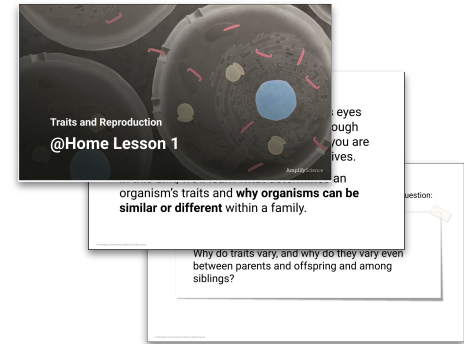 Traits and Reproduction
@Home Lesson 1
AmplifyScience
eyes
ough
you are
ives.
an
organism's traits and why organisms can be
similar or different within a family.
uestion:
Why do traits vary, and why do they vary even
between parents and offspring and among
siblings?